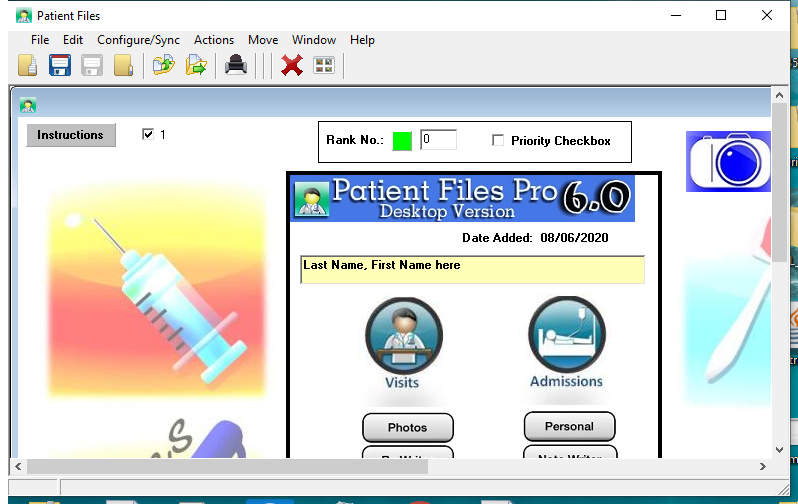 Patient Files
File Edit Configure/Sync Actions Move Window Help
Instructions
1
Rank No.: 0
Priority Checkbox
Patient Files Pro 6.0
Desktop Version
Date Added: 08/06/2020
Last Name, First Name here
Visits
Admissions
Photos
Personal